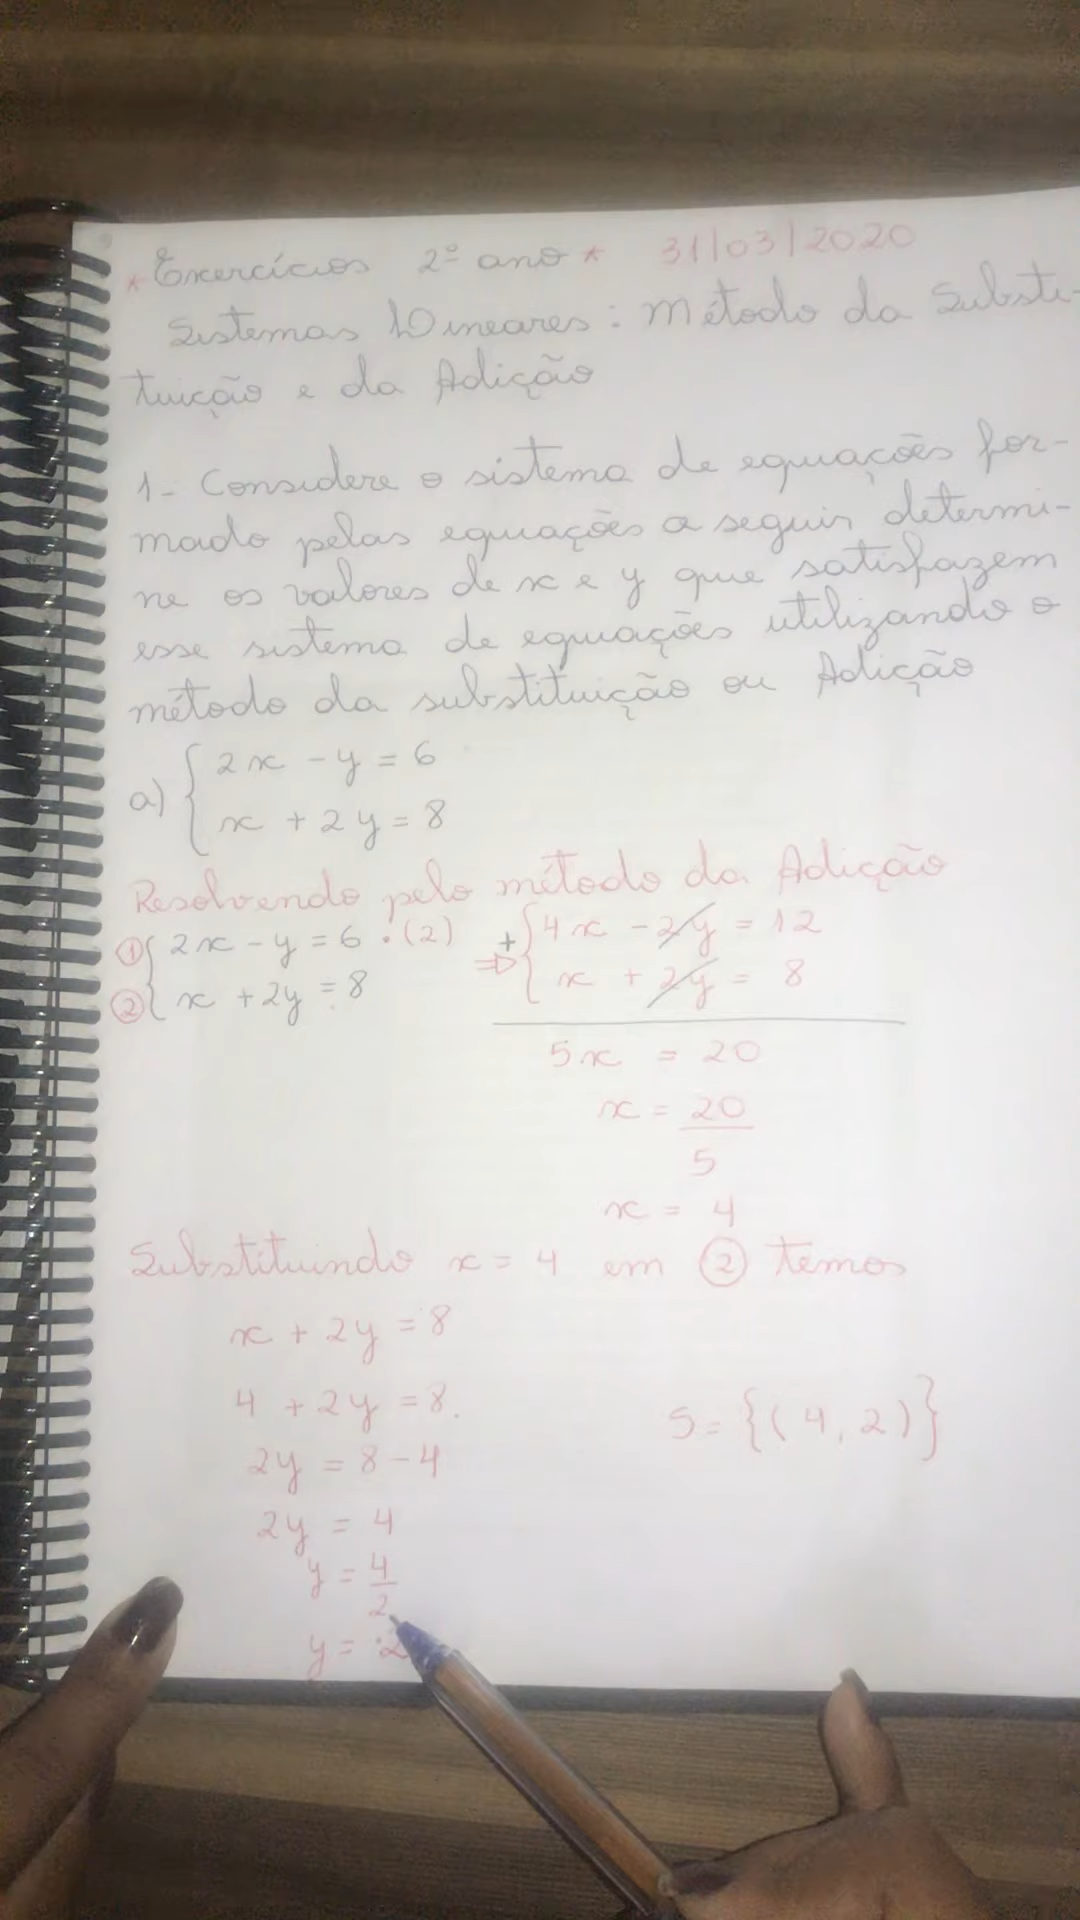 * Exercícios 2º ano * 31/03/2020
Sistemas Lineares: Método da Substi-
tuição e da Adição
1- Considere o sistema de equações for-
mado pelas equações a seguir determi-
ne os valores de x e y que satisfazem
esse sistema de equações utilizando o
método da substituição ou Adição
a) { 2x - y = 6
x + 2y = 8
Resolvendo pelo método da Adição
① { 2x - y = 6 . (2) + ⇒ { 4x - 2y = 12
② { x + 2y = 8 x + 2y = 8
5x = 20
x = 20
5
x = 4
Substituindo x = 4 em ② temos
x + 2y = 8
4 + 2y = 8. S = {(4, 2)}
2y = 8 - 4
2y = 4
y = 4
2
y = 2